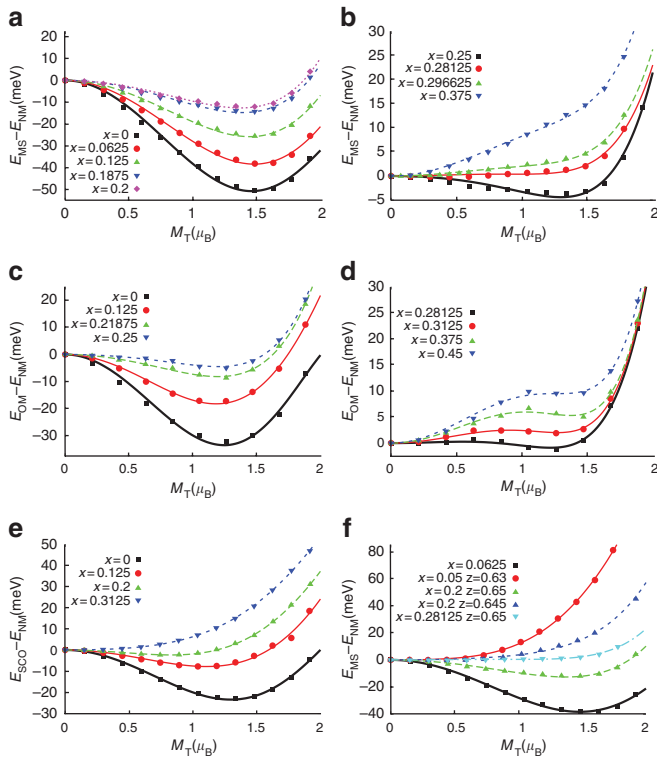 a
20
10
0
−10
−20
−30
−40
−50
E_MS−E_NM(meV)
x=0
x=0.0625
x=0.125
x=0.1875
x=0.2
0 0.5 1 1.5 2
M_T(μ_B)
b
30
25
20
15
10
5
0
−5
E_MS−E_NM(meV)
x=0.25
x=0.28125
x=0.296625
x=0.375
0 0.5 1 1.5 2
M_T(μ_B)
c
20
10
0
−10
−20
−30
E_OM−E_NM(meV)
x=0
x=0.125
x=0.21875
x=0.25
0 0.5 1 1.5 2
M_T(μ_B)
d
30
25
20
15
10
5
0
E_OM−E_NM(meV)
x=0.28125
x=0.3125
x=0.375
x=0.45
0 0.5 1 1.5 2
M_T(μ_B)
e
50
40
30
20
10
0
−10
−20
−30
E_SCO−E_NM(meV)
x=0
x=0.125
x=0.2
x=0.3125
0 0.5 1 1.5 2
M_T(μ_B)
f
80
60
40
20
0
−20
−40
E_MS−E_NM(meV)
x=0.0625
x=0.05 z=0.63
x=0.2 z=0.65
x=0.2 z=0.645
x=0.28125 z=0.65
0 0.5 1 1.5 2
M_T(μ_B)